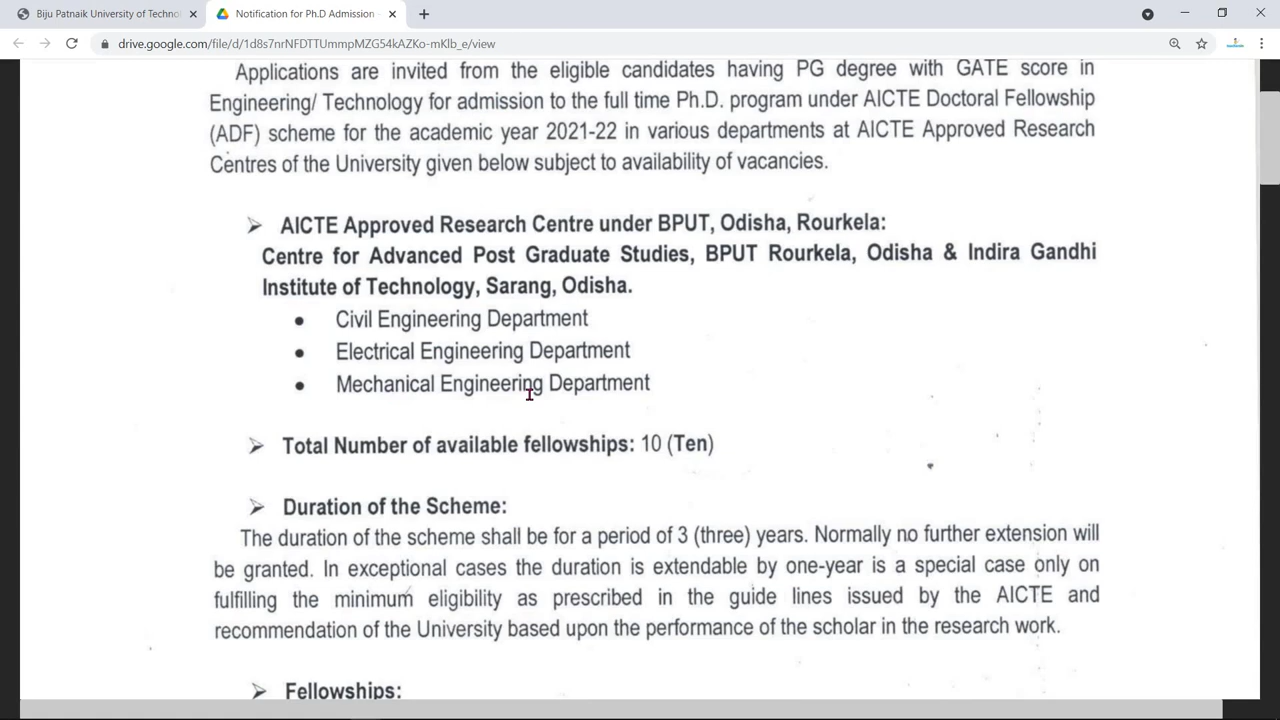 Biju Patnaik University of Technol
Notification for Ph.D Admission -
drive.google.com/file/d/1d8s7nrNFDTTUmmpMZG54kAZKo-mKlb_e/view
Applications are invited from the eligible candidates having PG degree with GATE score in
Engineering/ Technology for admission to the full time Ph.D. program under AICTE Doctoral Fellowship
(ADF) scheme for the academic year 2021-22 in various departments at AICTE Approved Research
Centres of the University given below subject to availability of vacancies.
AICTE Approved Research Centre under BPUT, Odisha, Rourkela:
Centre for Advanced Post Graduate Studies, BPUT Rourkela, Odisha & Indira Gandhi
Institute of Technology, Sarang, Odisha.
Civil Engineering Department
Electrical Engineering Department
Mechanical Engineering Department
Total Number of available fellowships: 10 (Ten)
Duration of the Scheme:
The duration of the scheme shall be for a period of 3 (three) years. Normally no further extension will
be granted. In exceptional cases the duration is extendable by one-year is a special case only on
fulfilling the minimum eligibility as prescribed in the guide lines issued by the AICTE and
recommendation of the University based upon the performance of the scholar in the research work.
Fellowships: